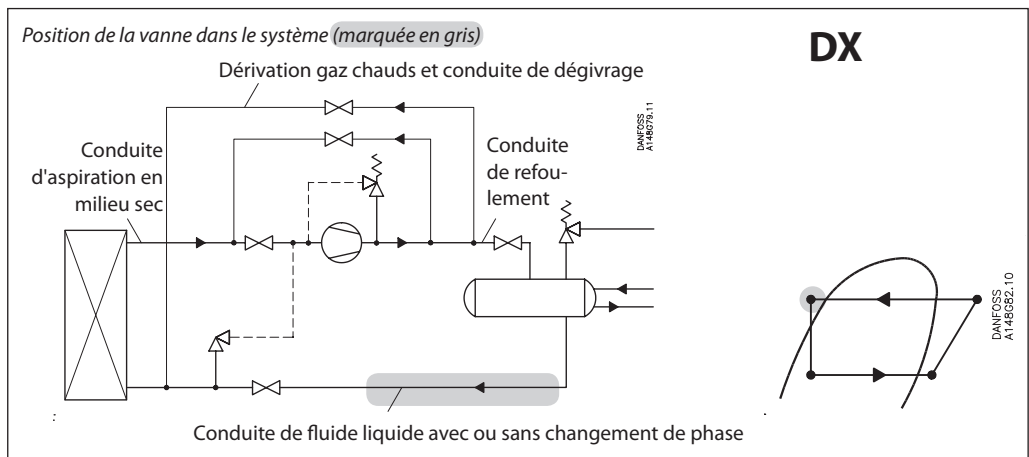 Position de la vanne dans le système (marquée en gris)
DX
Dérivation gaz chauds et conduite de dégivrage
DANFOSS
A148G79.11
Conduite
d'aspiration en
milieu sec
Conduite
de refou-
lement
DANFOSS
A148G82.10
:
.
Conduite de fluide liquide avec ou sans changement de phase